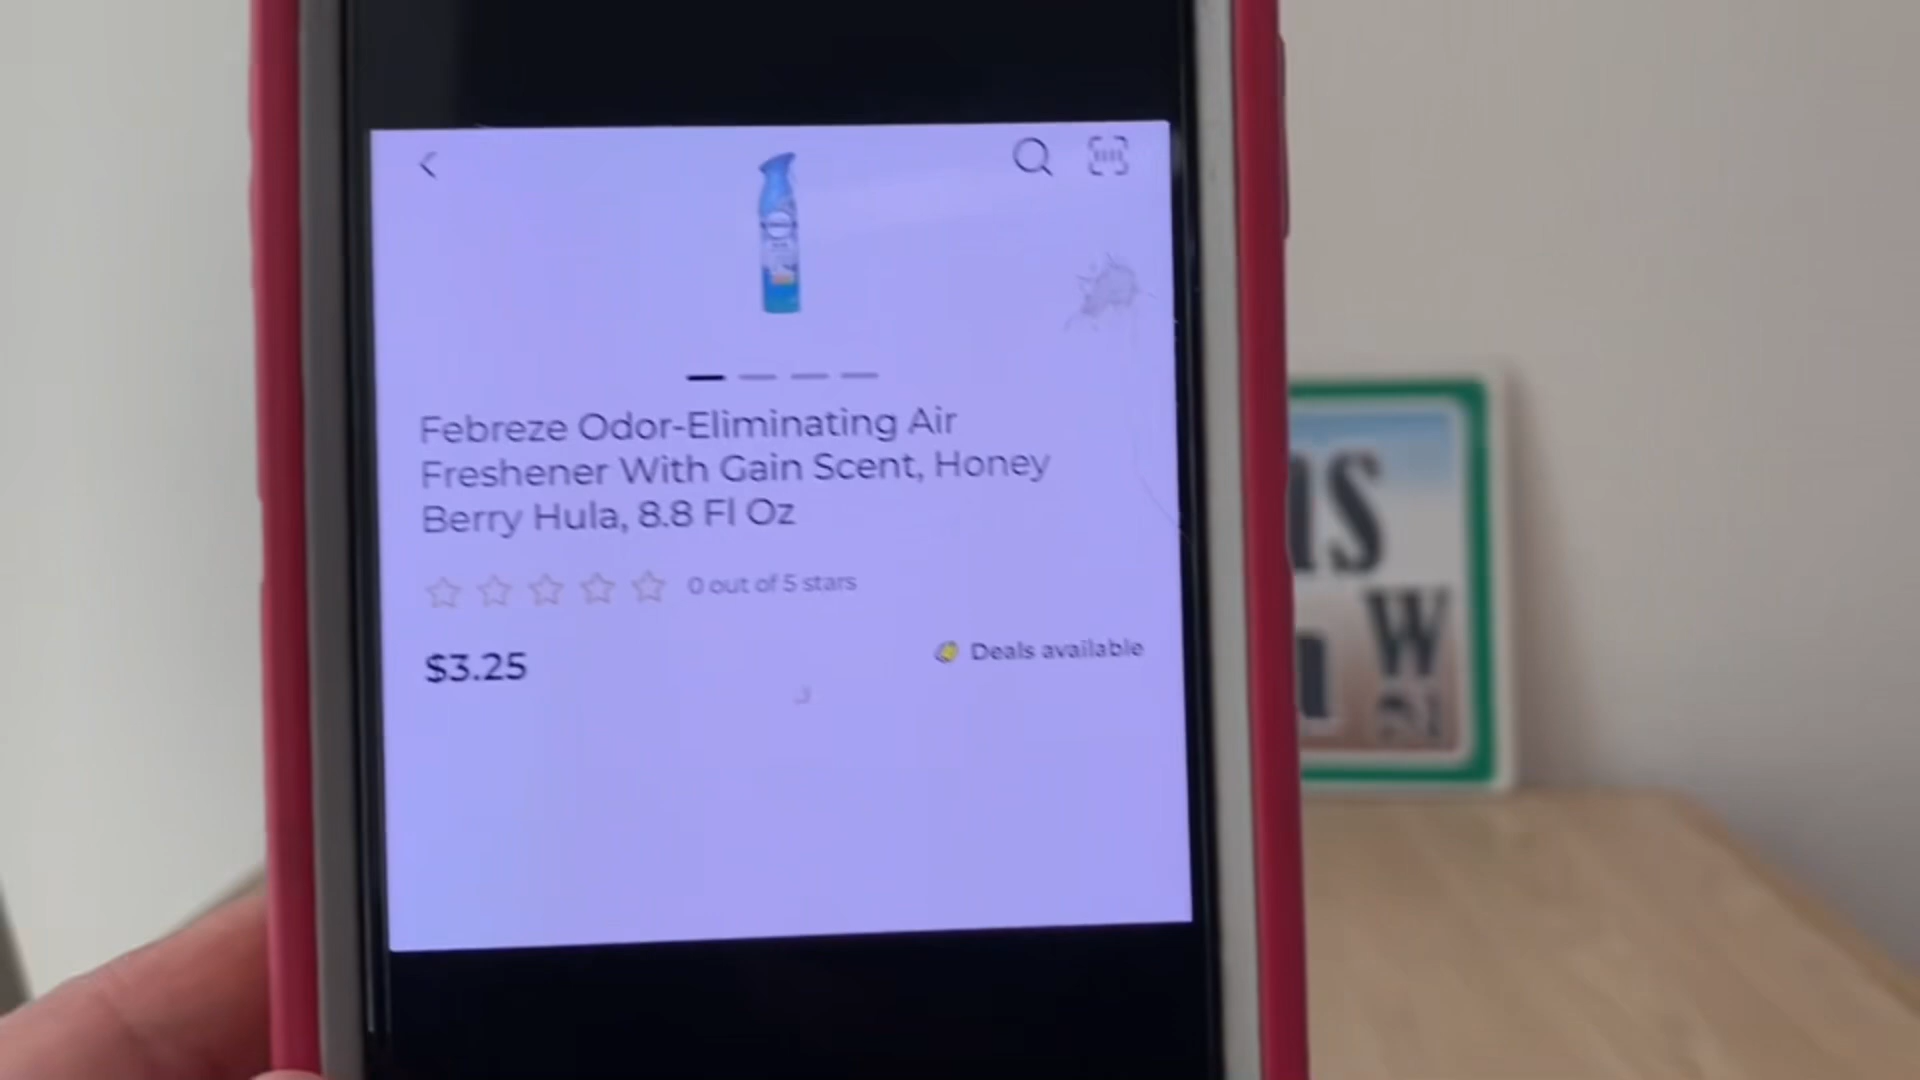 Febreze Odor-Eliminating Air
Freshener With Gain Scent, Honey
Berry Hula, 8.8 Fl Oz
0 out of 5 stars
$3.25
Deals available
us
W